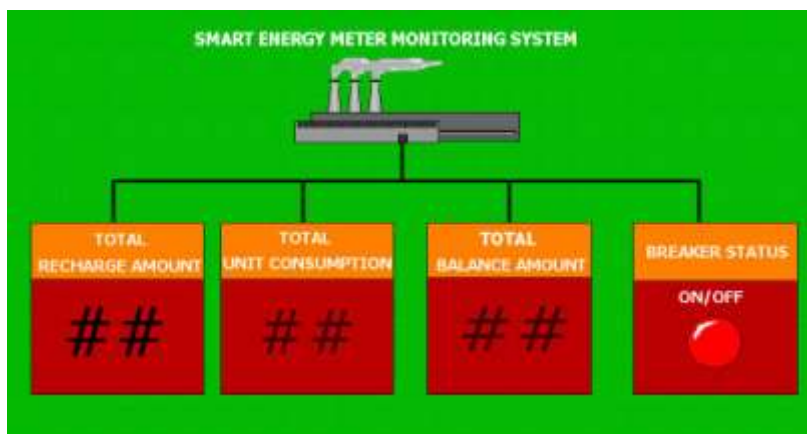 SMART ENERGY METER MONITORING SYSTEM
TOTAL
RECHARGE AMOUNT
##
TOTAL
UNIT CONSUMPTION
##
TOTAL
BALANCE AMOUNT
##
BREAKER STATUS
ON/OFF